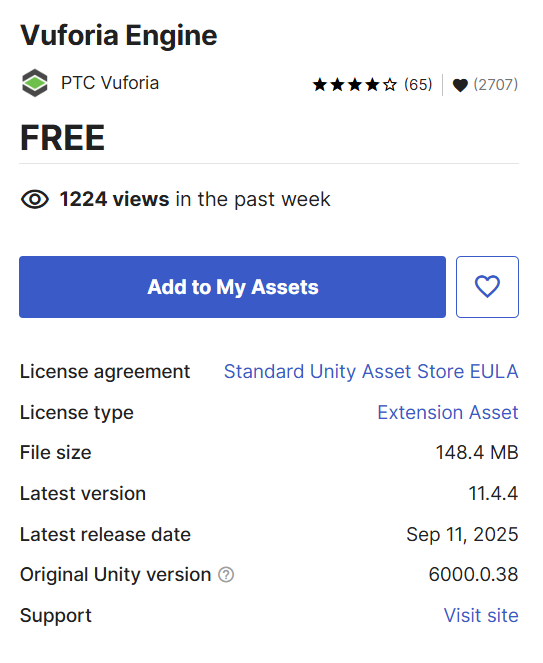 Vuforia Engine
PTC Vuforia (65) (2707)
FREE
1224 views in the past week
Add to My Assets
License agreement Standard Unity Asset Store EULA
License type Extension Asset
File size 148.4 MB
Latest version 11.4.4
Latest release date Sep 11, 2025
Original Unity version ? 6000.0.38
Support Visit site